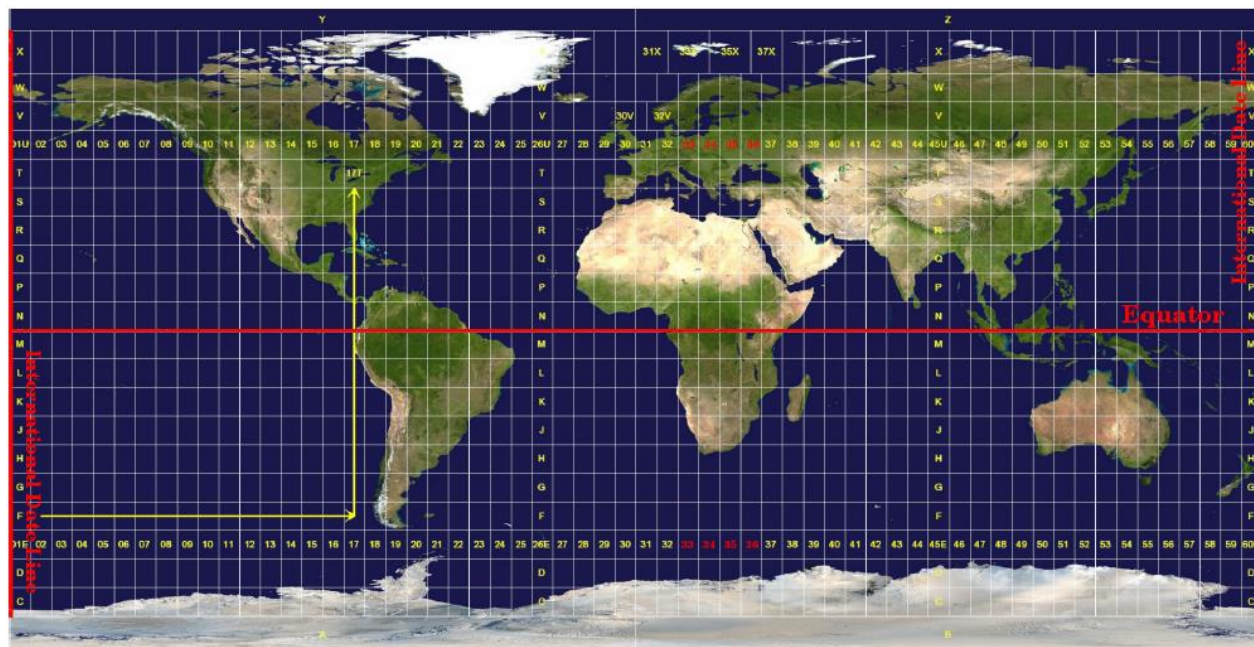 Y Z
X X X X
31X 33X 35X 37X
W W W W
V V V V
30V 32V
01U 02 03 04 05 06 07 08 09 10 11 12 13 14 15 16 17 18 19 20 21 22 23 24 25 26U 27 28 29 30 31 32 33 34 35 36 37 38 39 40 41 42 43 44 45U 46 47 48 49 50 51 52 53 54 55 56 57 58 59 60U
T 17T T T T
S S S S
R R R R
Q Q Q Q
P P P P
International Date Line
Equator
N N N N
M M M M
L L L L
K K K K
J J J J
H H H H
G G G G
F F F F
International Date Line
01E 02 03 04 05 06 07 08 09 10 11 12 13 14 15 16 17 18 19 20 21 22 23 24 25 26E 27 28 29 30 31 32 33 34 35 36 37 38 39 40 41 42 43 44 45E 46 47 48 49 50 51 52 53 54 55 56 57 58 59 60
D D D D
C C C C
A B